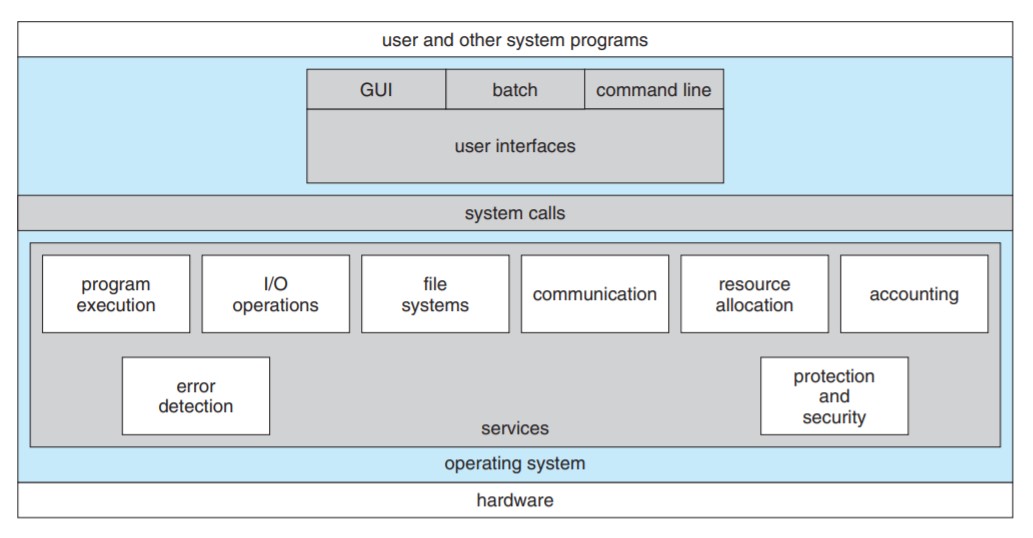 user and other system programs
GUI
batch
command line
user interfaces
system calls
program
execution
I/O
operations
file
systems
communication
resource
allocation
accounting
error
detection
protection
and
security
services
operating system
hardware